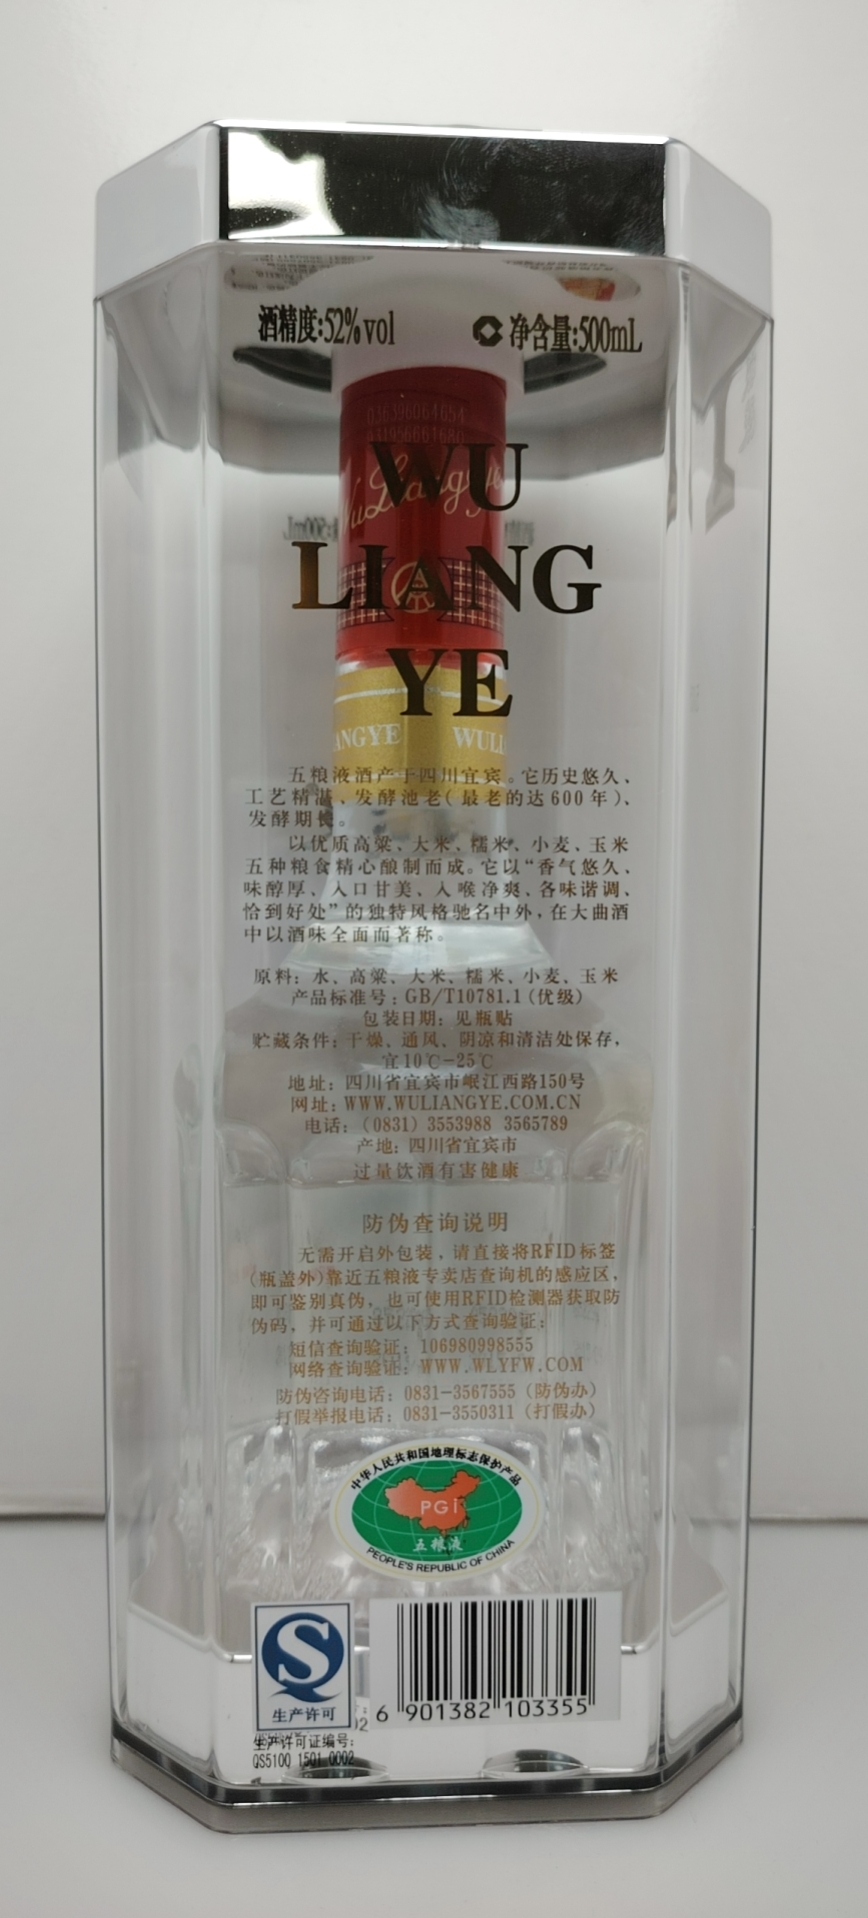 酒精度:52%vol
净含量:500mL
036396064654
031956661680
WuLiangye
WU
LIANG
YE
ANGYE WULI
五粮液酒产于四川宜宾。它历史悠久、
工艺精湛、发酵池老(最老的达600年)、
发酵期长。
以优质高粱、大米、糯米、小麦、玉米
五种粮食精心酿制而成。它以“香气悠久、
味醇厚、入口甘美、入喉净爽、各味谐调、
恰到好处”的独特风格驰名中外,在大曲酒
中以酒味全面而著称。
原料：水、高粱、大米、糯米、小麦、玉米
产品标准号：GB/T10781.1(优级)
包装日期：见瓶贴
贮藏条件：干燥、通风、阴凉和清洁处保存，
宜10℃-25℃
地址：四川省宜宾市岷江西路150号
网址：WWW.WULIANGYE.COM.CN
电话：(0831) 3553988 3565789
产地：四川省宜宾市
过量饮酒有害健康
防伪查询说明
无需开启外包装，请直接将RFID标签
(瓶盖外)靠近五粮液专卖店查询机的感应区，
即可鉴别真伪，也可使用RFID检测器获取防
伪码，并可通过以下方式查询验证：
短信查询验证：106980998555
网络查询验证：WWW.WLYFW.COM
防伪咨询电话：0831-3567555 (防伪办)
打假举报电话：0831-3550311 (打假办)
中华人民共和国地理标志保护产品
PGI
五粮液
PEOPLE'S REPUBLIC OF CHINA
生产许可
6 901382 103355
生产许可证编号：
QS5100 1501 0002